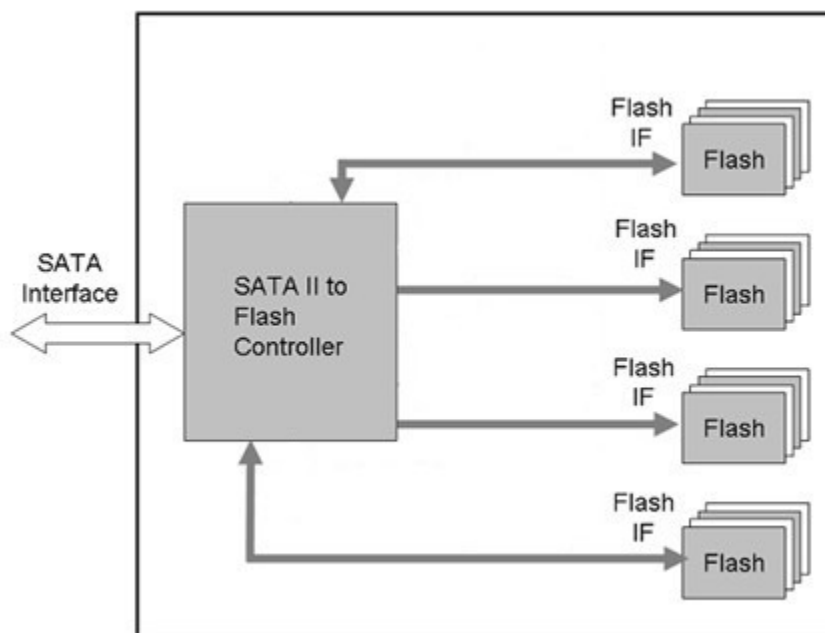 SATA
Interface
SATA II to
Flash
Controller
Flash
IF
Flash
Flash
IF
Flash
Flash
IF
Flash
Flash
IF
Flash